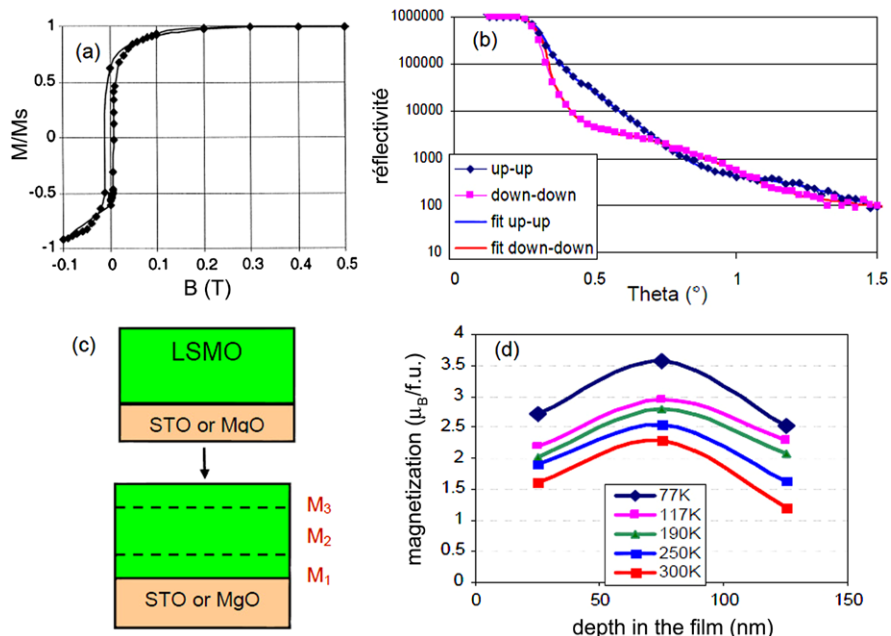 (a)
M/Ms
1
0.5
0
-0.5
-1
-0.1 0 0.1 0.2 0.3 0.4 0.5
B (T)
(b)
réflectivité
1000000
100000
10000
1000
100
10
up-up
down-down
fit up-up
fit down-down
0 0.5 1 1.5
Theta (°)
(c)
LSMO
STO or MgO
M3
M2
M1
STO or MgO
(d)
magnetization (μB/f.u.)
4
3.5
3
2.5
2
1.5
1
0.5
0
77K
117K
190K
250K
300K
0 50 100 150
depth in the film (nm)